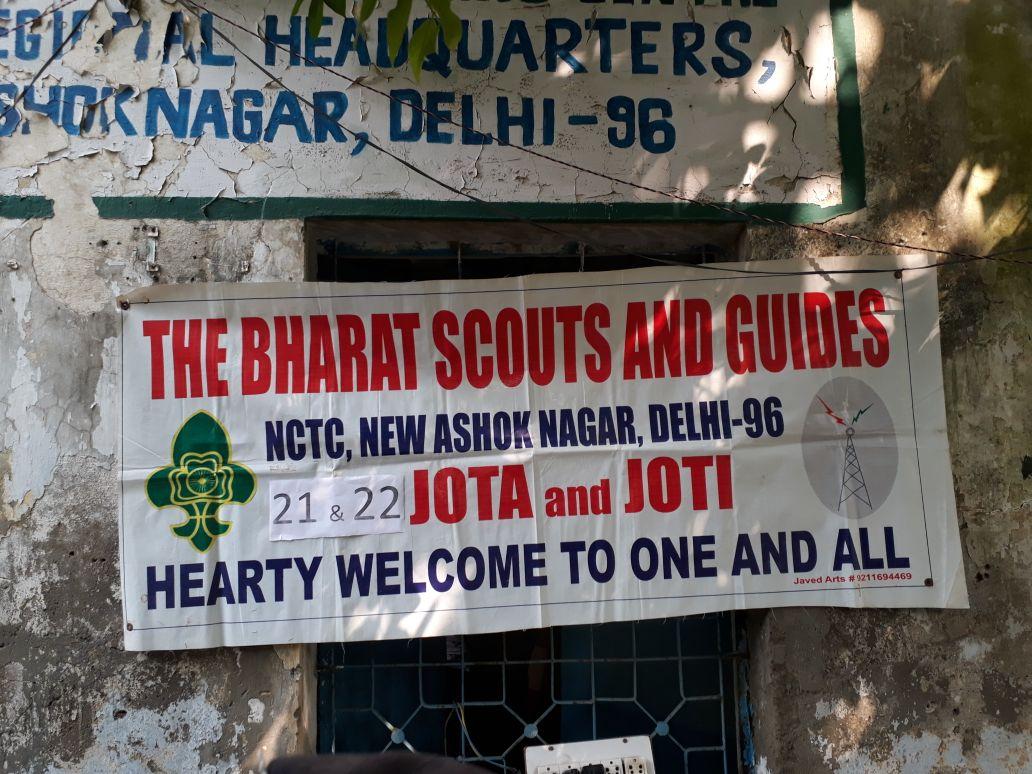 HEADQUARTERS,
NAGAR, DELHI-96
THE BHARAT SCOUTS AND GUIDES
NCTC, NEW ASHOK NAGAR, DELHI-96
21 & 22 JOTA and JOTI
HEARTY WELCOME TO ONE AND ALL
Javed Arts # 9211694469